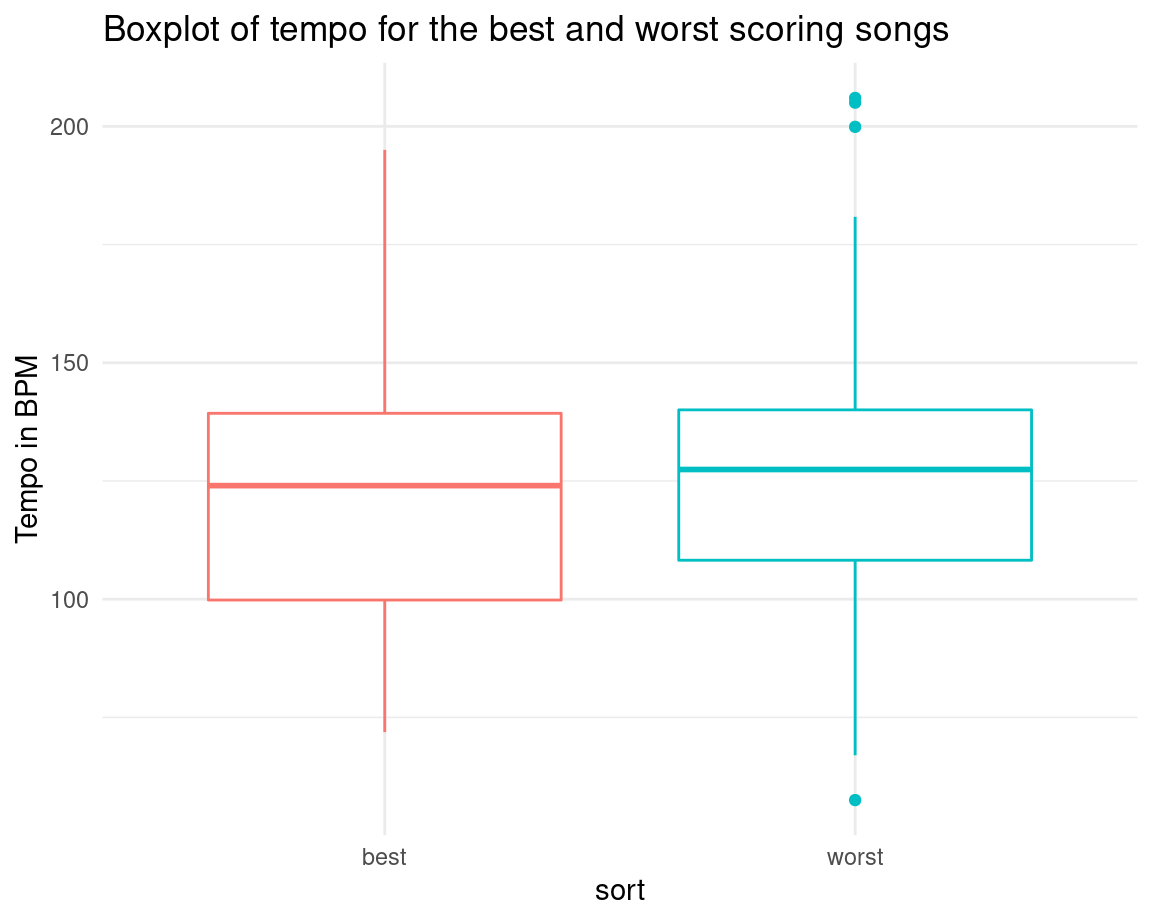 Boxplot of tempo for the best and worst scoring songs
Tempo in BPM
200
150
100
best worst
sort